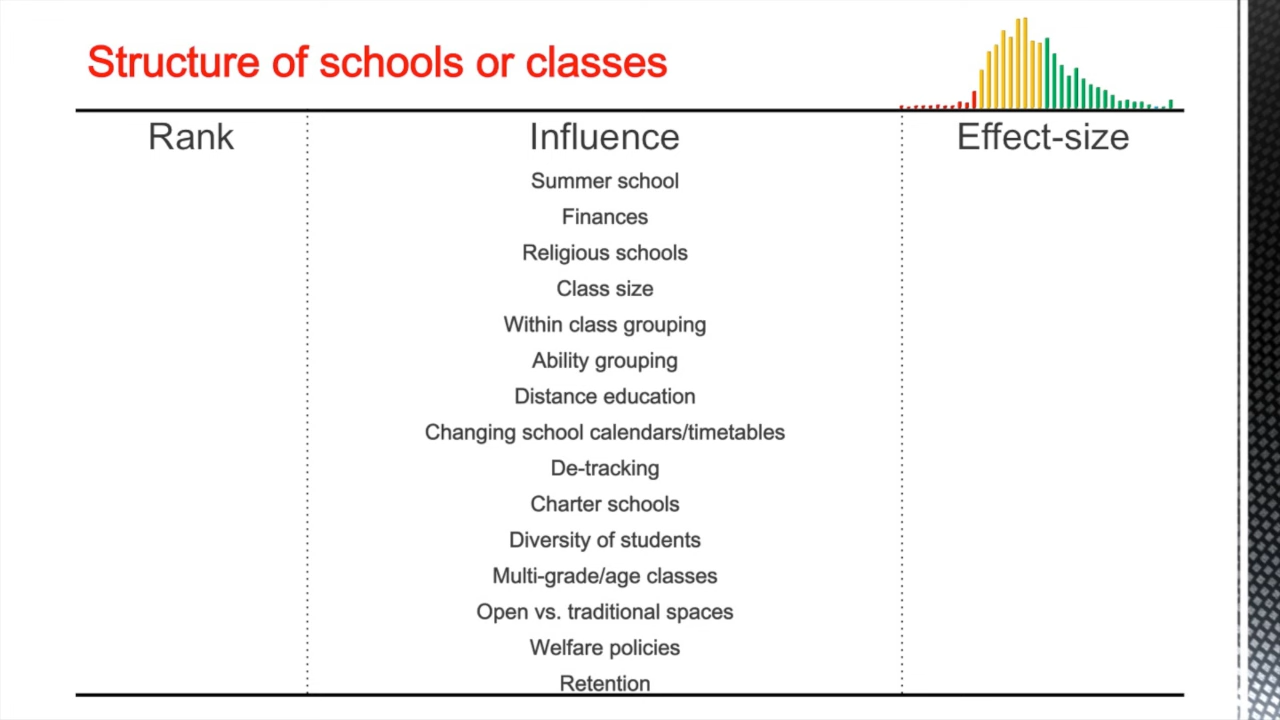 Structure of schools or classes
Rank Influence Effect-size
Summer school
Finances
Religious schools
Class size
Within class grouping
Ability grouping
Distance education
Changing school calendars/timetables
De-tracking
Charter schools
Diversity of students
Multi-grade/age classes
Open vs. traditional spaces
Welfare policies
Retention